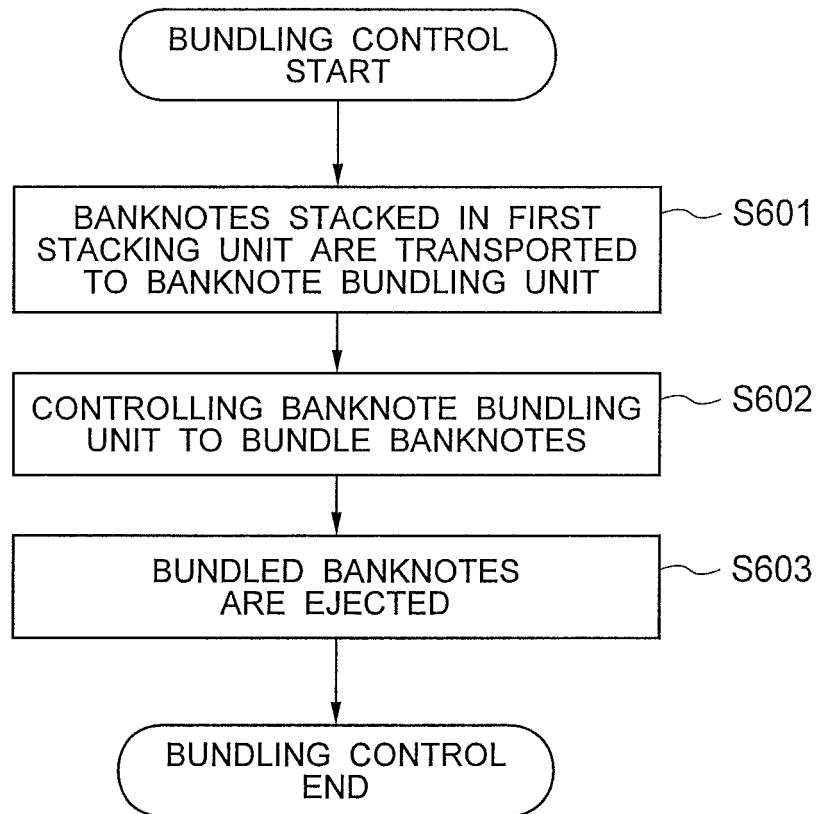 BUNDLING CONTROL
START
BANKNOTES STACKED IN FIRST
STACKING UNIT ARE TRANSPORTED
TO BANKNOTE BUNDLING UNIT
S601
CONTROLLING BANKNOTE BUNDLING
UNIT TO BUNDLE BANKNOTES
S602
BUNDLED BANKNOTES
ARE EJECTED
S603
BUNDLING CONTROL
END